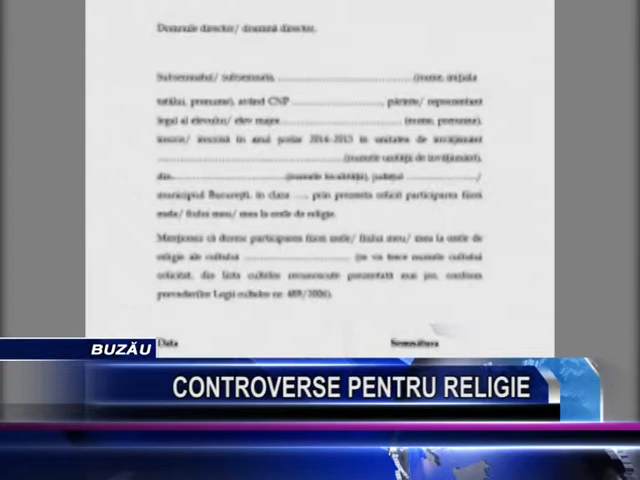 Domnule director/ doamnă director,
Subsemnatul/ subsemnata, ................................................(nume, inițiala
tatălui, prenume), având CNP ................................, părinte/ reprezentant
legal al elevului/ elev major............................................ (nume, prenume),
înscris/ înscrisă în anul școlar 2014-2015 în unitatea de învățământ
................................................................(numele unității de învățământ),
din........................................(numele localității), județul ........................../
municipiul București, în clasa ...., prin prezenta solicit participarea fiicei
mele/ fiului meu/ mea la orele de religie.
Menționez că doresc participarea fiicei mele/ fiului meu/ mea la orele de
religie ale cultului ...................................... (se va trece numele cultului
solicitat, din lista cultelor recunoscute prezentată mai jos, conform
prevederilor Legii cultelor nr. 489/2006).
Data Semnătura
BUZĂU
CONTROVERSE PENTRU RELIGIE